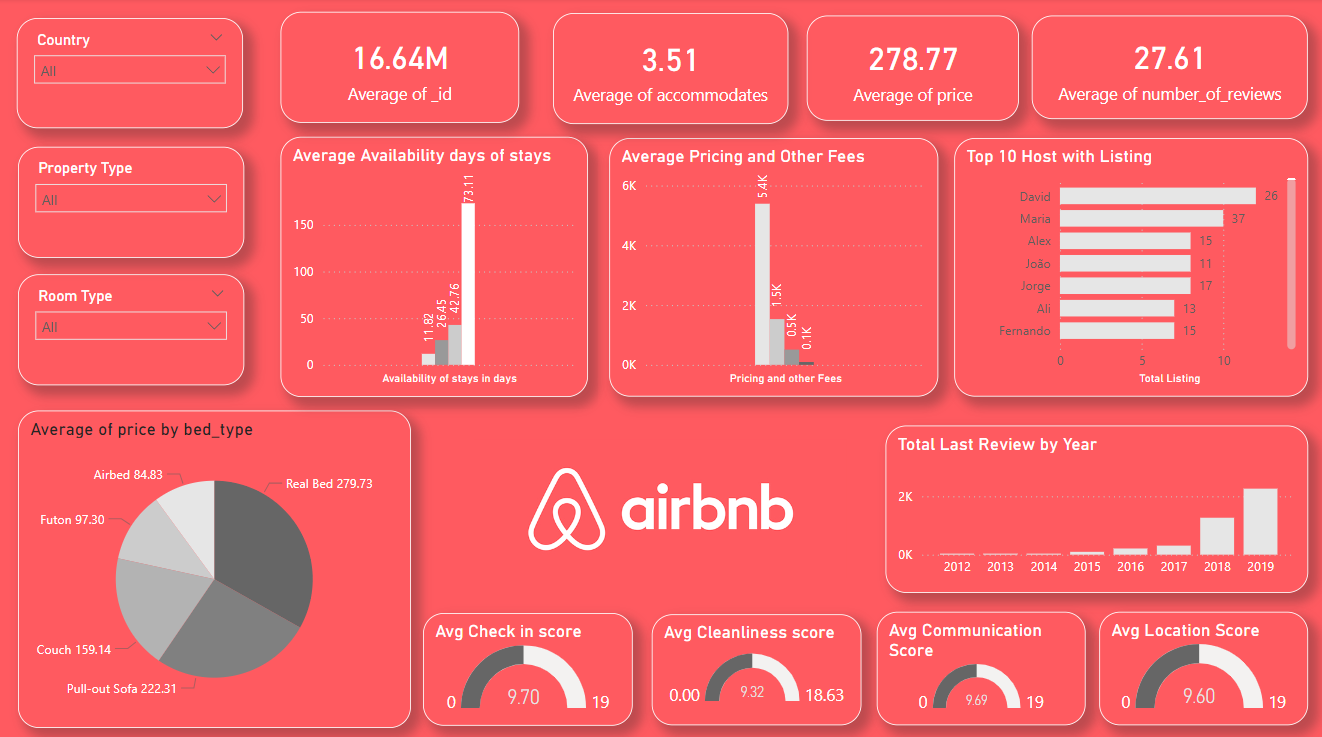 Country
All
16.64M
Average of _id
3.51
Average of accommodates
278.77
Average of price
27.61
Average of number_of_reviews
Property Type
All
Room Type
All
Average Availability days of stays
150
100
50
0
11.82
26.45
42.76
73.11
Availability of stays in days
Average Pricing and Other Fees
6K
4K
2K
0K
5.4K
1.5K
0.5K
0.1K
Pricing and other Fees
Top 10 Host with Listing
David 26
Maria 37
Alex 15
João 11
Jorge 17
Ali 13
Fernando 15
0 5 10
Total Listing
Average of price by bed_type
Airbed 84.83
Real Bed 279.73
Futon 97.30
Couch 159.14
Pull-out Sofa 222.31
airbnb
Total Last Review by Year
2K
0K
2012 2013 2014 2015 2016 2017 2018 2019
Avg Check in score
0 9.70 19
Avg Cleanliness score
0.00 9.32 18.63
Avg Communication
Score
0 9.69 19
Avg Location Score
0 9.60 19